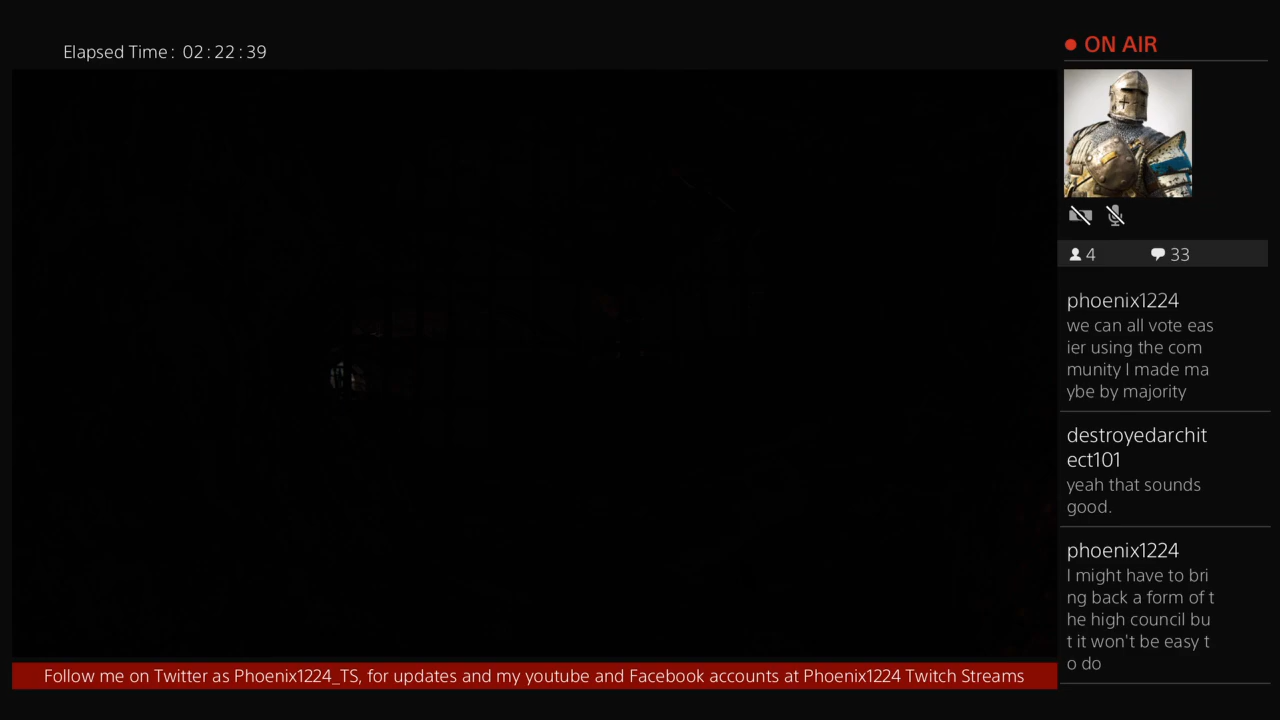 Elapsed Time: 02:22:39
ON AIR
4 33
phoenix1224
we can all vote eas
ier using the com
munity I made ma
ybe by majority
destroyedarchit
ect101
yeah that sounds
good.
phoenix1224
I might have to bri
ng back a form of t
he high council bu
t it won't be easy t
o do
Follow me on Twitter as Phoenix1224_TS, for updates and my youtube and Facebook accounts at Phoenix1224 Twitch Streams